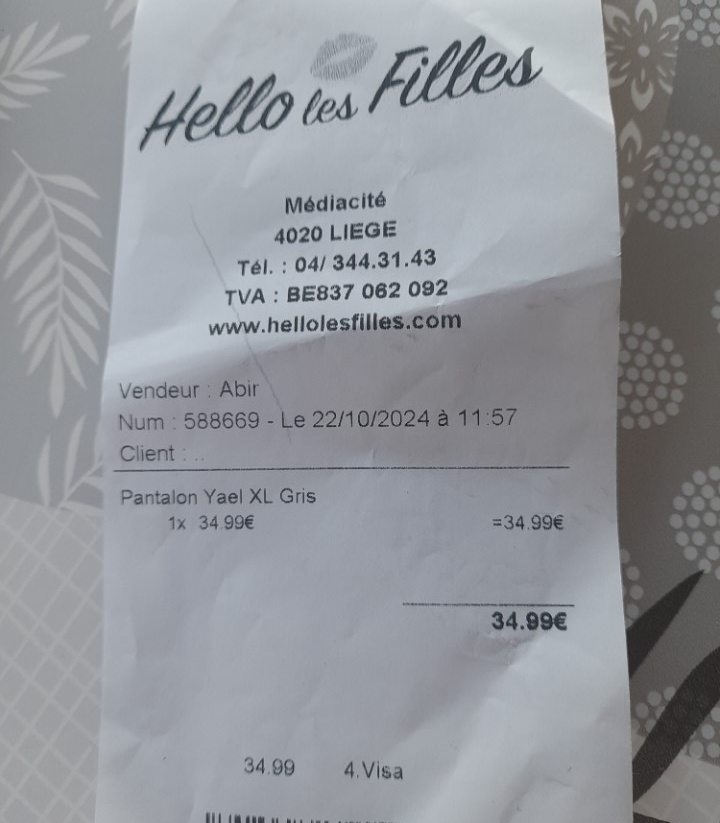 Hello les Filles
Médiacité
4020 LIEGE
Tél. : 04/ 344.31.43
TVA : BE837 062 092
www.hellolesfilles.com
Vendeur : Abir
Num : 588669 - Le 22/10/2024 à 11:57
Client : ..
Pantalon Yael XL Gris
1x 34.99€ =34.99€
34.99€
34.99 4.Visa